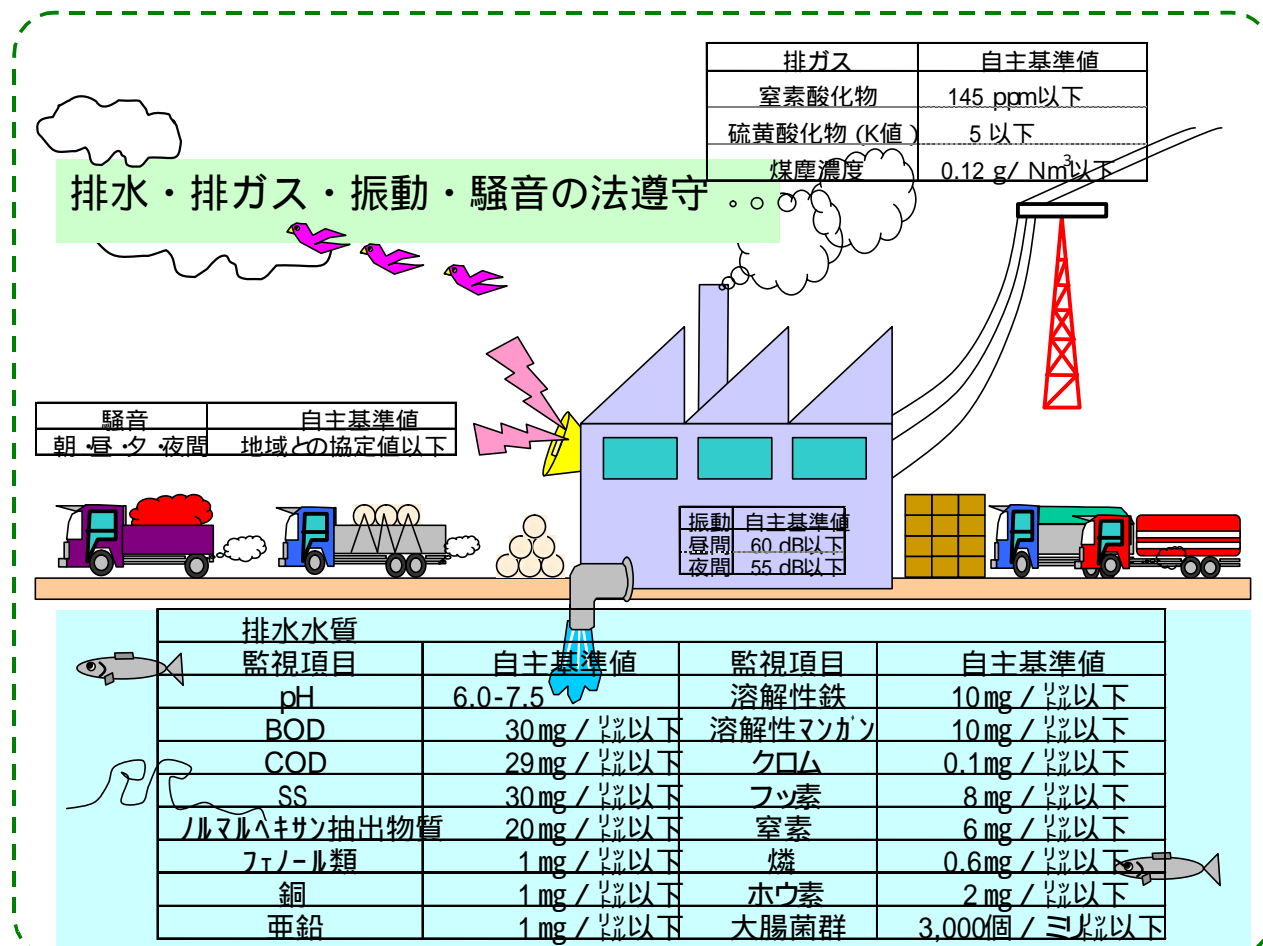 排ガス 自主基準値
窒素酸化物 145 ppm以下
硫黄酸化物 (K値) 5 以下
煤塵濃度 0.12 g/ Nm3以下
排水・排ガス・振動・騒音の法遵守
騒音 自主基準値
朝・昼・夕・夜間 地域との協定値以下
振動 自主基準値
昼間 60 dB以下
夜間 55 dB以下
排水水質
監視項目 自主基準値 監視項目 自主基準値
pH 6.0-7.5 溶解性鉄 10㎎ / ㍑以下
BOD 30㎎ / ㍑以下 溶解性マンガン 10㎎ / ㍑以下
COD 29㎎ / ㍑以下 クロム 0.1㎎ / ㍑以下
SS 30㎎ / ㍑以下 フッ素 8㎎ / ㍑以下
ノルマルヘキサン抽出物質 20㎎ / ㍑以下 窒素 6㎎ / ㍑以下
フェノール類 1㎎ / ㍑以下 燐 0.6㎎ / ㍑以下
銅 1㎎ / ㍑以下 ホウ素 2㎎ / ㍑以下
亜鉛 1㎎ / ㍑以下 大腸菌群 3,000個 / ミリ㍑以下